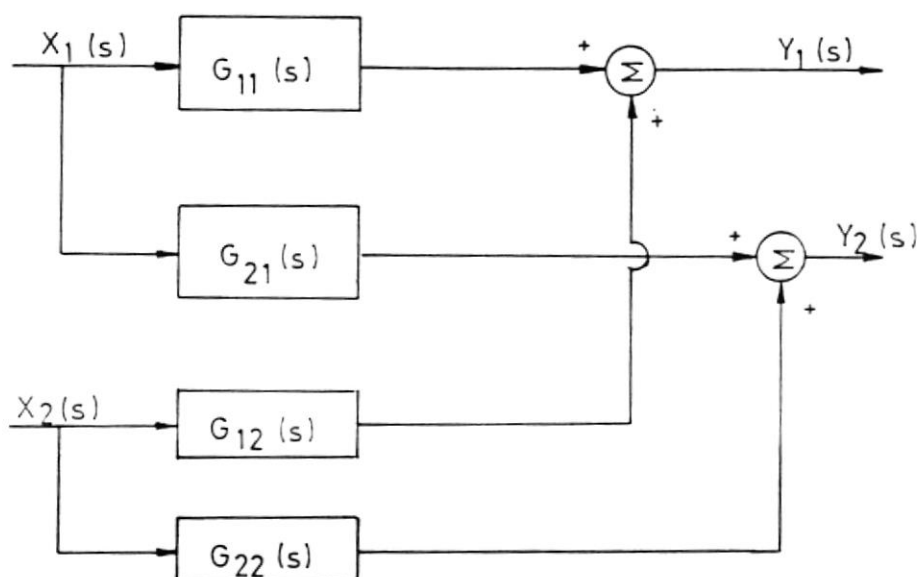 X1(s)
G11(s)
+
Σ
Y1(s)
+
G21(s)
+
Σ
Y2(s)
+
X2(s)
G12(s)
G22(s)